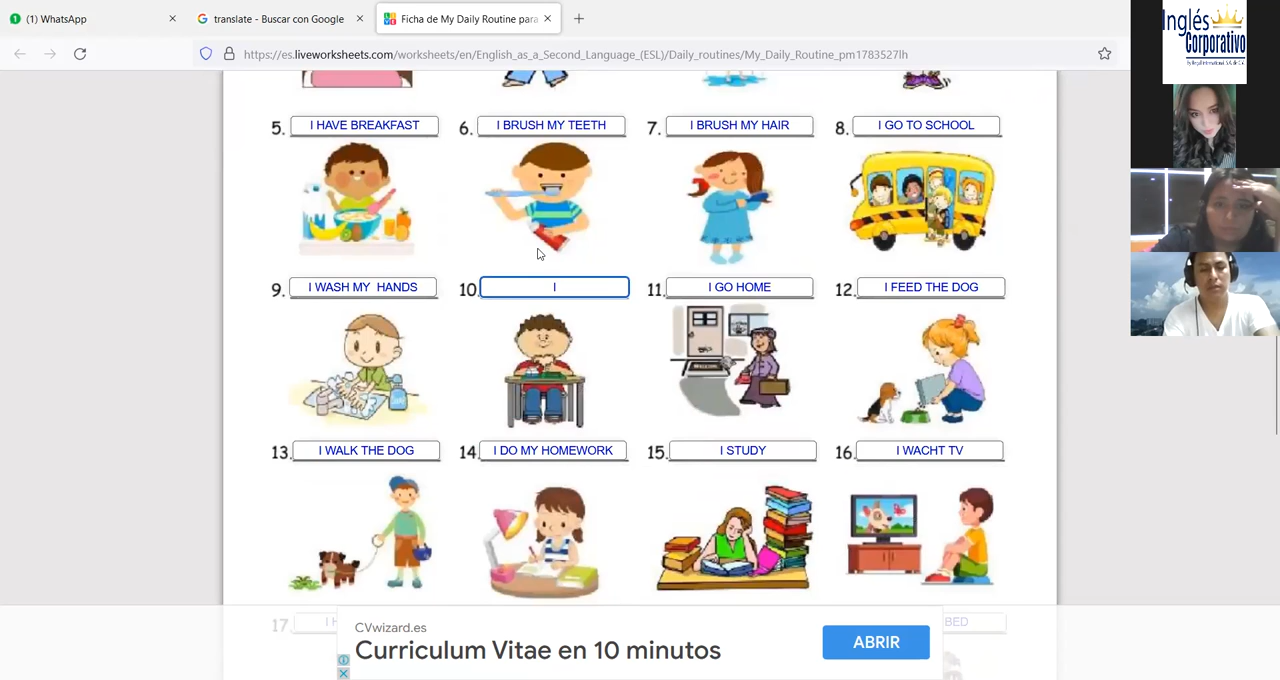 (1) WhatsApp
translate - Buscar con Google
Ficha de My Daily Routine para
https://es.liveworksheets.com/worksheets/en/English_as_a_Second_Language_(ESL)/Daily_routines/My_Daily_Routine_pm1783527lh
Inglés
Corporativo
5. I HAVE BREAKFAST
6. I BRUSH MY TEETH
7. I BRUSH MY HAIR
8. I GO TO SCHOOL
9. I WASH MY HANDS
10. I
11. I GO HOME
12. I FEED THE DOG
13. I WALK THE DOG
14. I DO MY HOMEWORK
15. I STUDY
16. I WACHT TV
17. I H
BED
CVwizard.es
Curriculum Vitae en 10 minutos
ABRIR